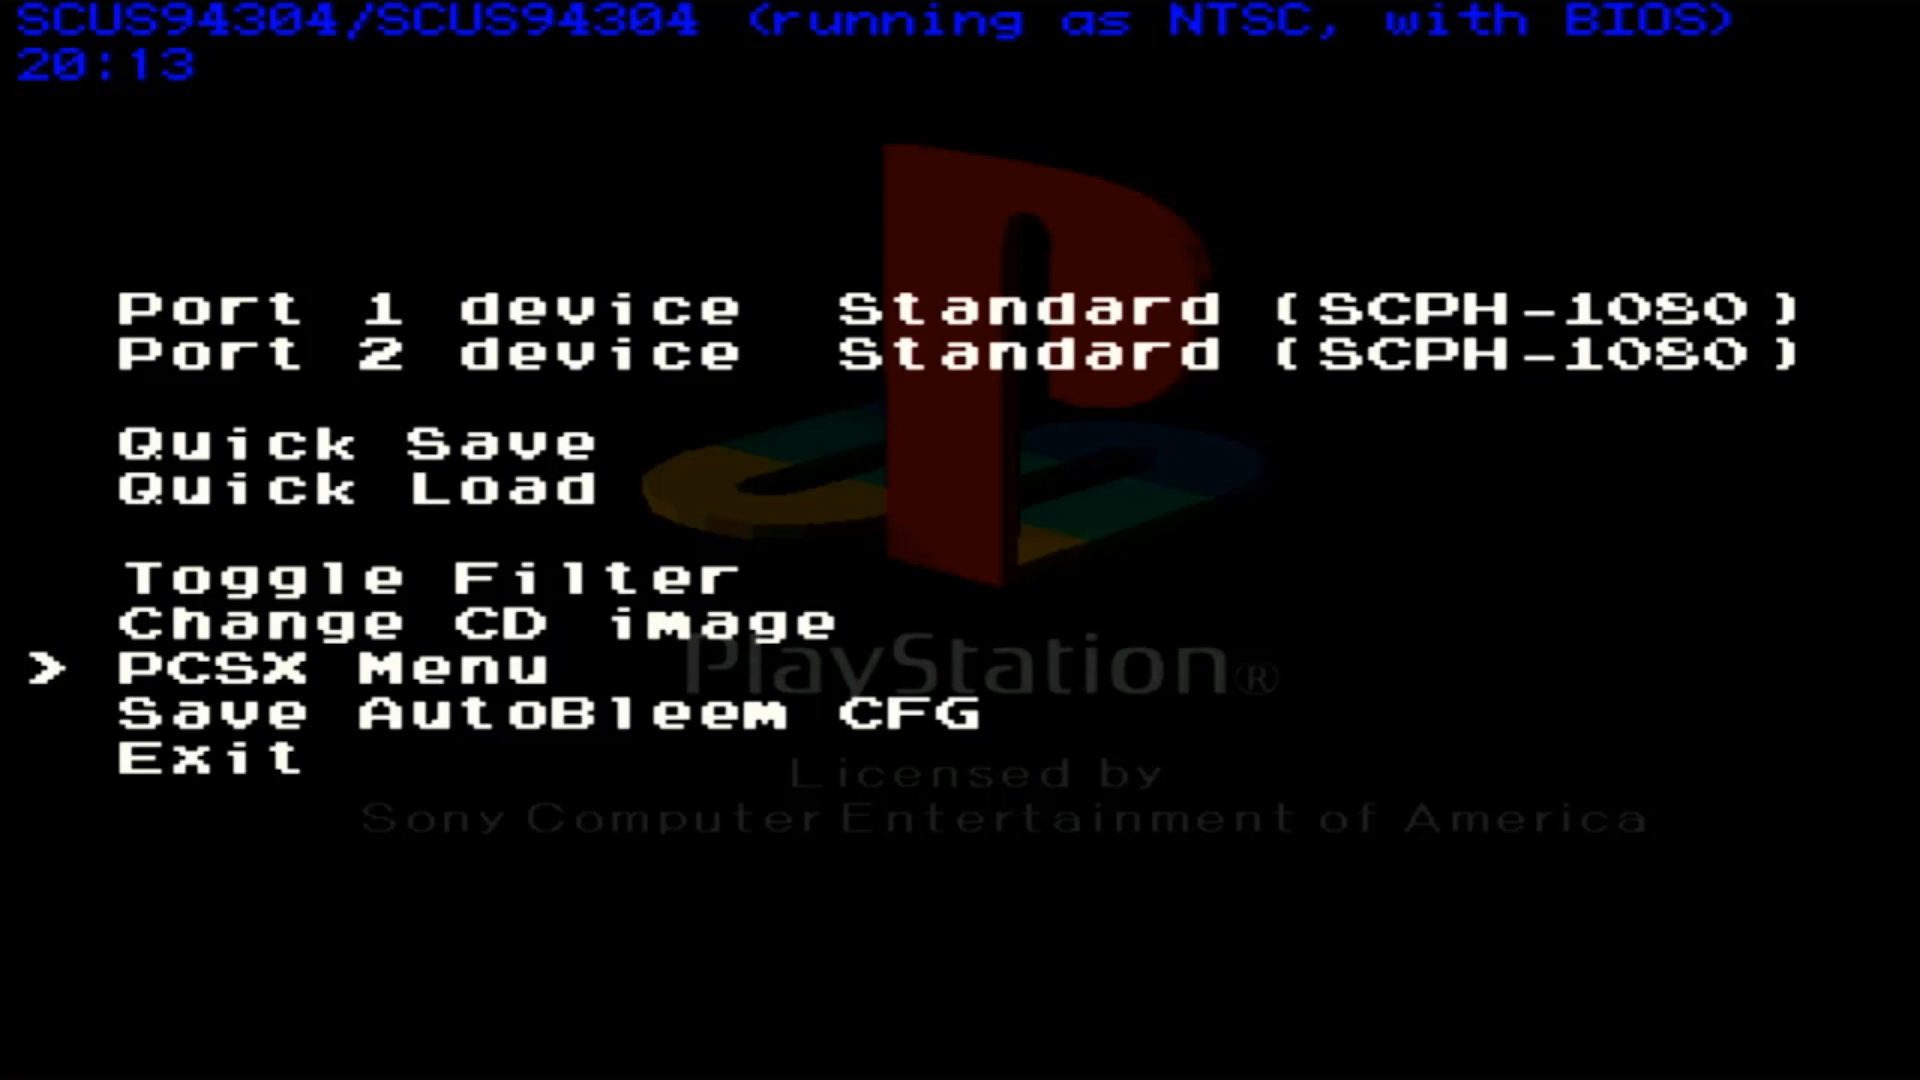 SCUS94304/SCUS94304 (running as NTSC, with BIOS)
20:13
Port 1 device Standard (SCPH-1080)
Port 2 device Standard (SCPH-1080)
Quick Save
Quick Load
Toggle Filter
Change CD image
> PCSX Menu
PlayStation®
Save AutoBleem CFG
Exit
Licensed by
Sony Computer Entertainment of America